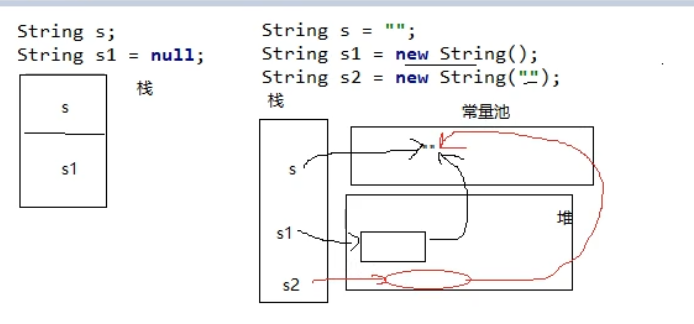 String s;
String s1 = null;
栈
s
s1
String s = "";
String s1 = new String();
String s2 = new String("");
栈
常量池
""
s
堆
s1
s2